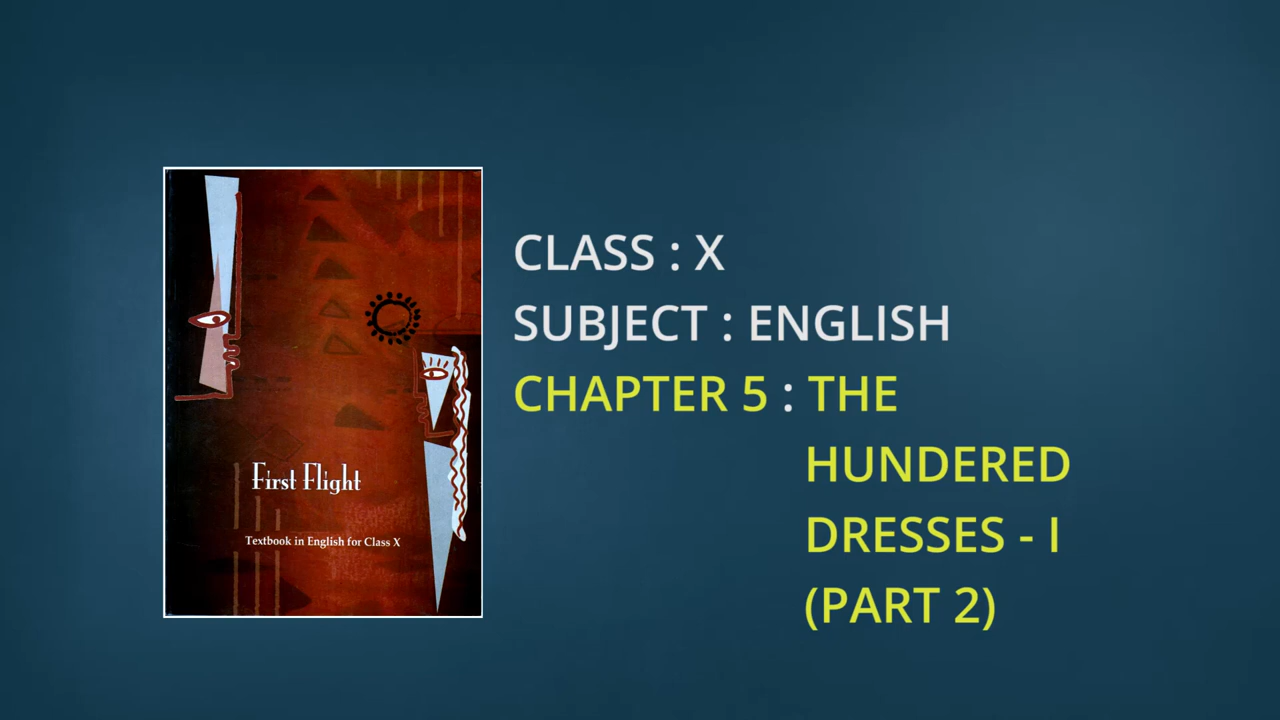 First Flight
Textbook in English for Class X
CLASS : X
SUBJECT : ENGLISH
CHAPTER 5 : THE
HUNDERED
DRESSES - I
(PART 2)